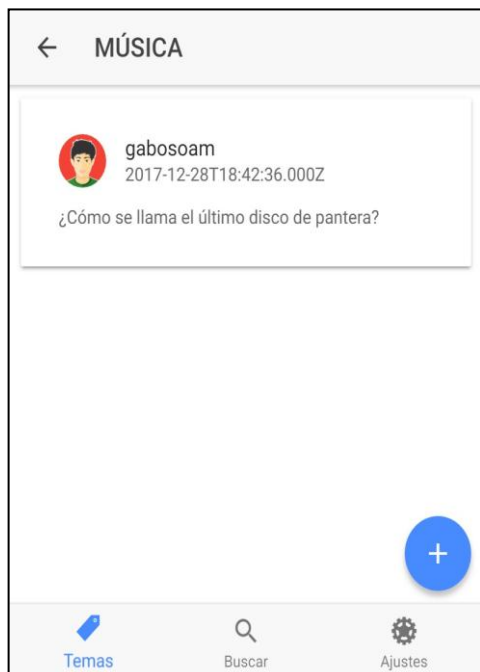 MÚSICA
gabosoam
2017-12-28T18:42:36.000Z
¿Cómo se llama el último disco de pantera?
Temas
Buscar
Ajustes